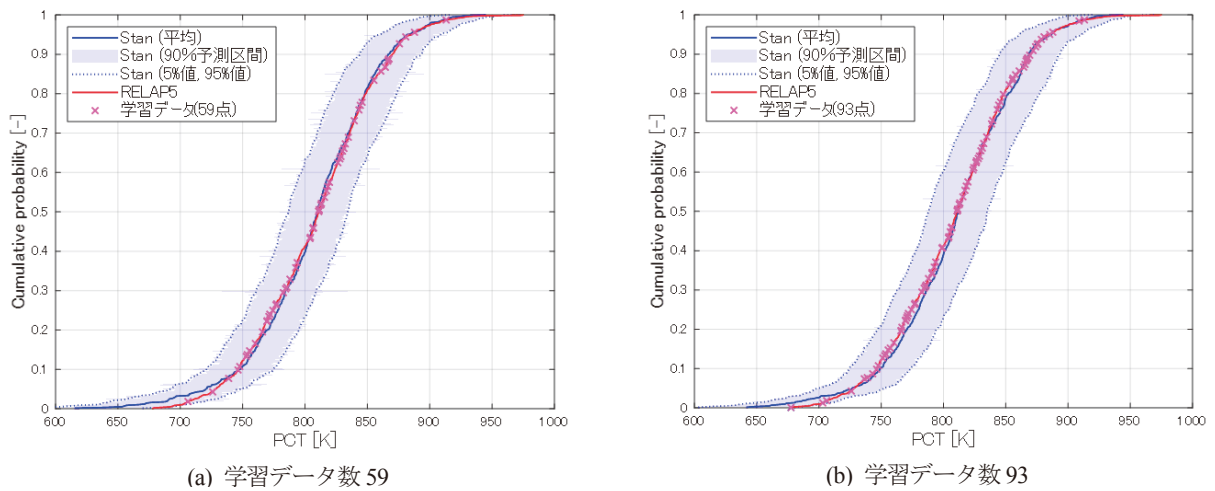 Stan (平均)
Stan (90%予測区間)
Stan (5%値, 95%値)
RELAP5
学習データ(59点)
Cumulative probability [-]
1
0.9
0.8
0.7
0.6
0.5
0.4
0.3
0.2
0.1
0
600 650 700 750 800 850 900 950 1000
PCT [K]
(a) 学習データ数 59
Stan (平均)
Stan (90%予測区間)
Stan (5%値, 95%値)
RELAP5
学習データ(93点)
Cumulative probability [-]
1
0.9
0.8
0.7
0.6
0.5
0.4
0.3
0.2
0.1
0
600 650 700 750 800 850 900 950 1000
PCT [K]
(b) 学習データ数 93